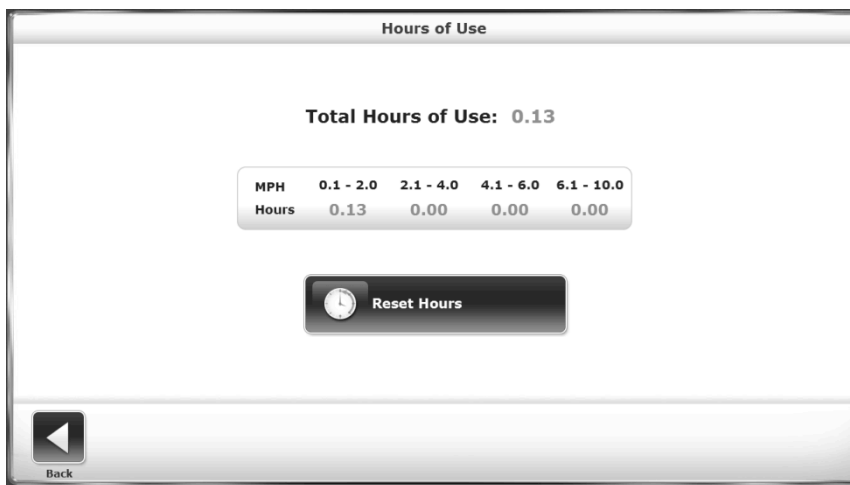 Hours of Use
Total Hours of Use: 0.13
MPH 0.1 - 2.0 2.1 - 4.0 4.1 - 6.0 6.1 - 10.0
Hours 0.13 0.00 0.00 0.00
Reset Hours
Back